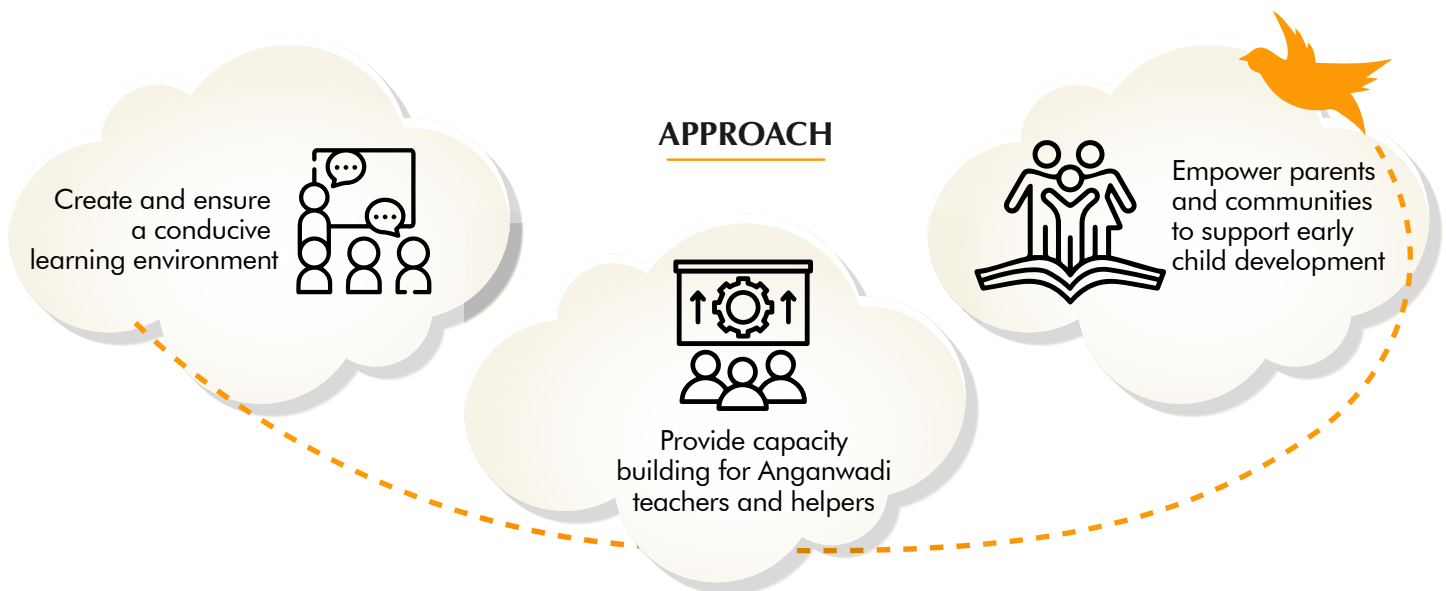 APPROACH
Create and ensure
a conducive
learning environment
Provide capacity
building for Anganwadi
teachers and helpers
Empower parents
and communities
to support early
child development